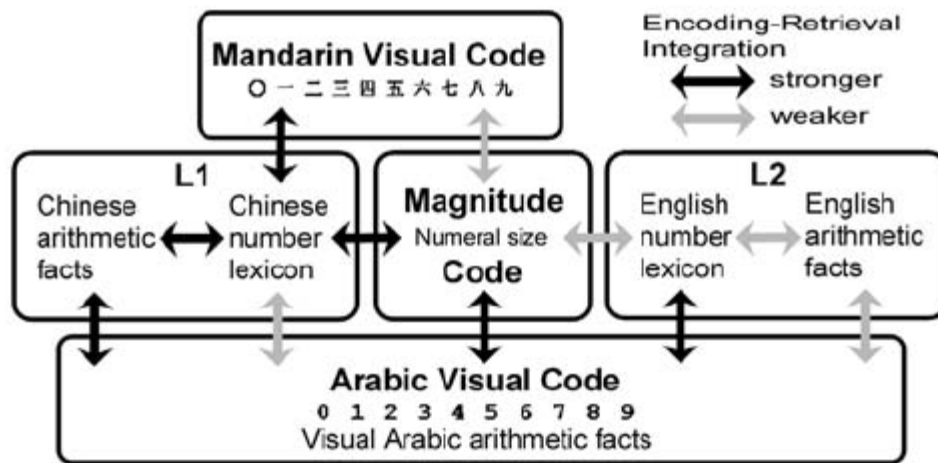 Encoding-Retrieval
Integration
stronger
weaker
Mandarin Visual Code
〇 一 二 三 四 五 六 七 八 九
L1
Chinese
arithmetic
facts
Chinese
number
lexicon
Magnitude
Numeral size
Code
L2
English
number
lexicon
English
arithmetic
facts
Arabic Visual Code
0 1 2 3 4 5 6 7 8 9
Visual Arabic arithmetic facts